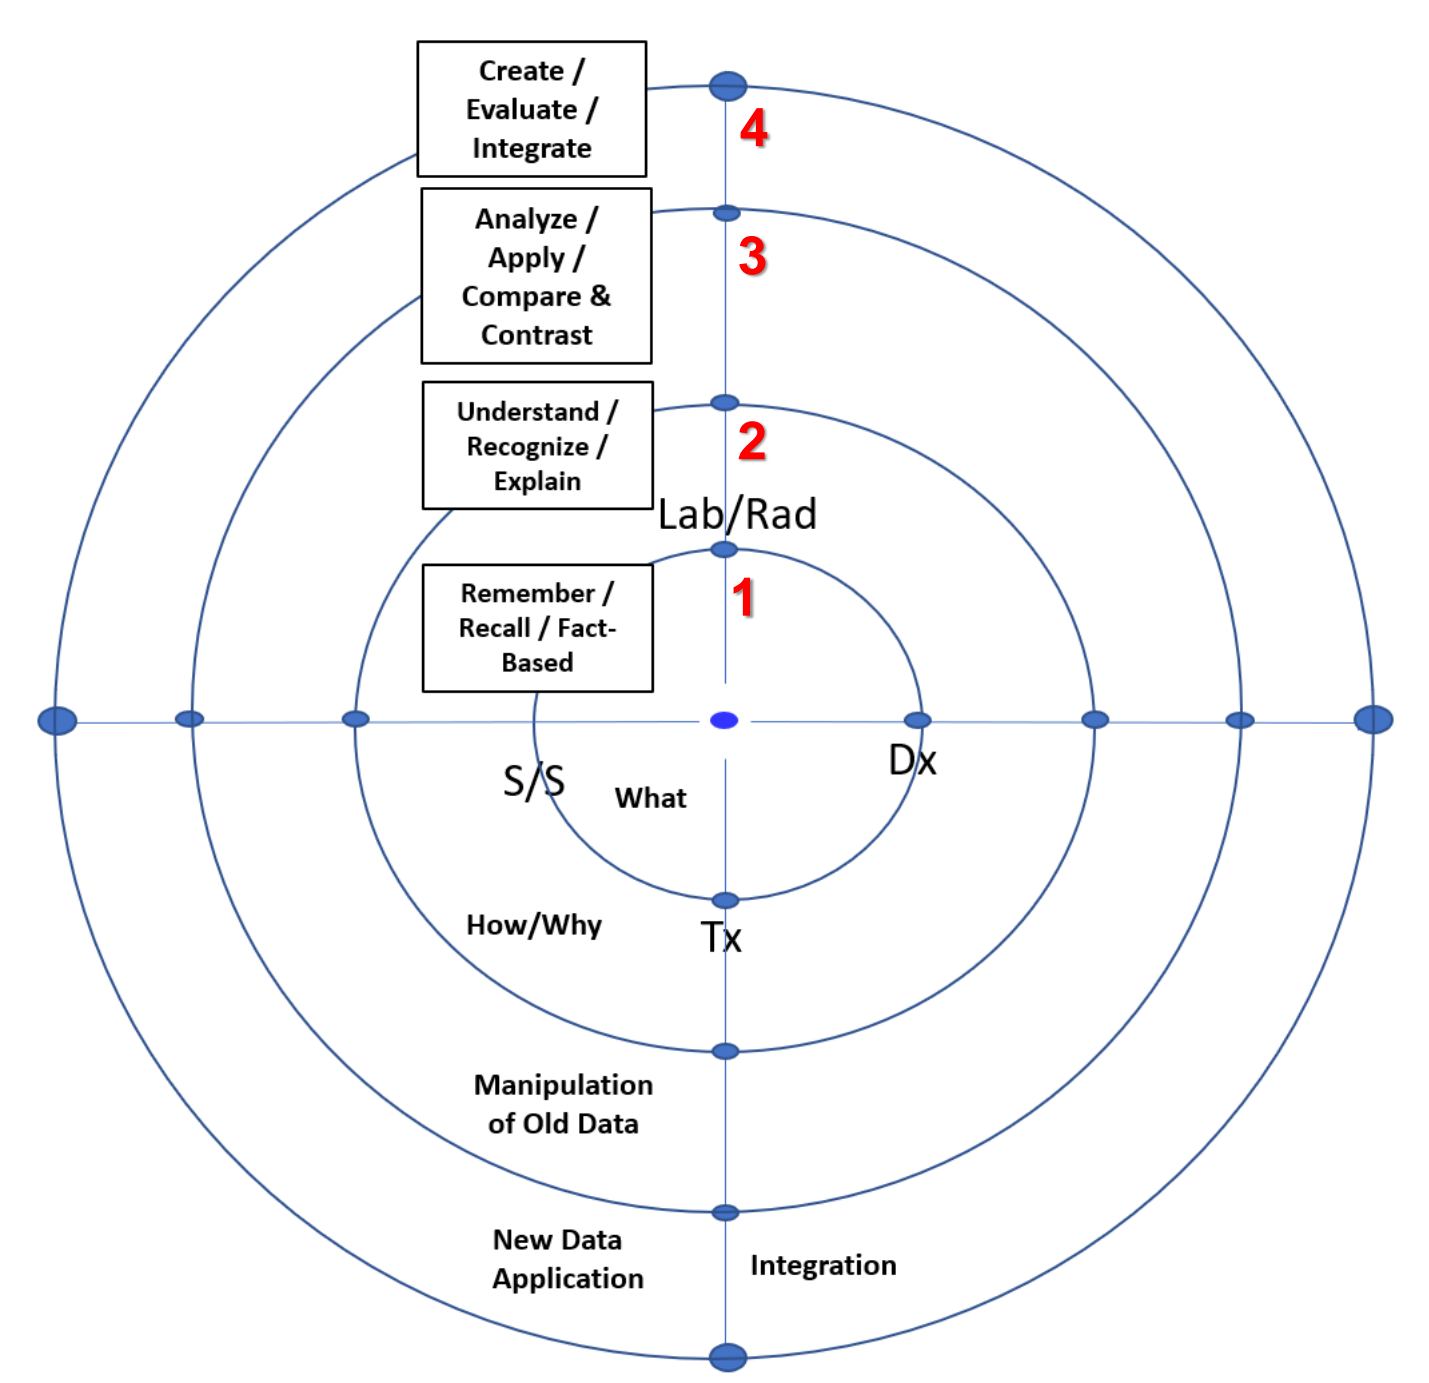 Create /
Evaluate /
Integrate
4
Analyze /
Apply /
Compare &
Contrast
3
Understand /
Recognize /
Explain
2
Lab/Rad
Remember /
Recall / Fact-
Based
1
S/S
Dx
What
How/Why
Tx
Manipulation
of Old Data
New Data
Application
Integration